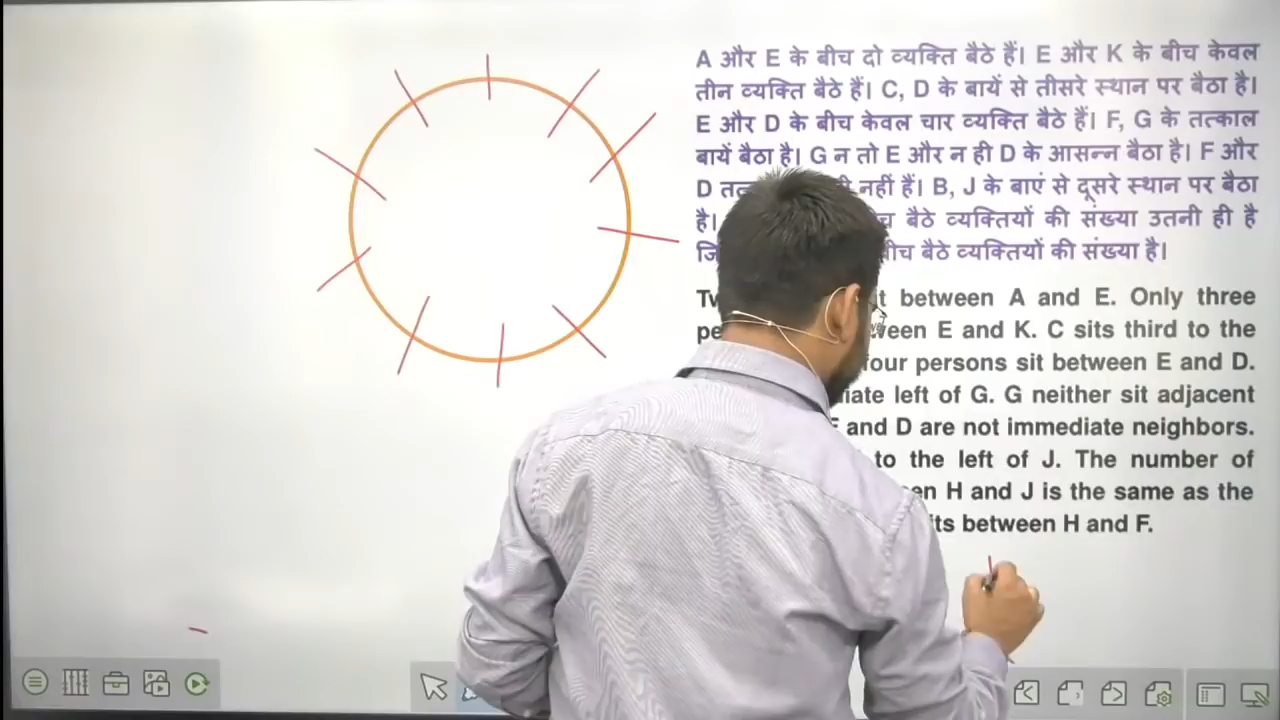 A और E के बीच दो व्यक्ति बैठे हैं। E और K के बीच केवल
तीन व्यक्ति बैठे हैं। C, D के बायें से तीसरे स्थान पर बैठा है।
E और D के बीच केवल चार व्यक्ति बैठे हैं। F, G के तत्काल
बायें बैठा है। G न तो E और न ही D के आसन्न बैठा है। F और
D नहीं हैं। B, J के बाएं से दूसरे स्थान पर बैठा
है। बैठे व्यक्तियों की संख्या उतनी ही है
बैठे व्यक्तियों की संख्या है।
between A and E. Only three
E and K. C sits third to the
four persons sit between E and D.
left of G. G neither sit adjacent
and D are not immediate neighbors.
to the left of J. The number of
H and J is the same as the
between H and F.